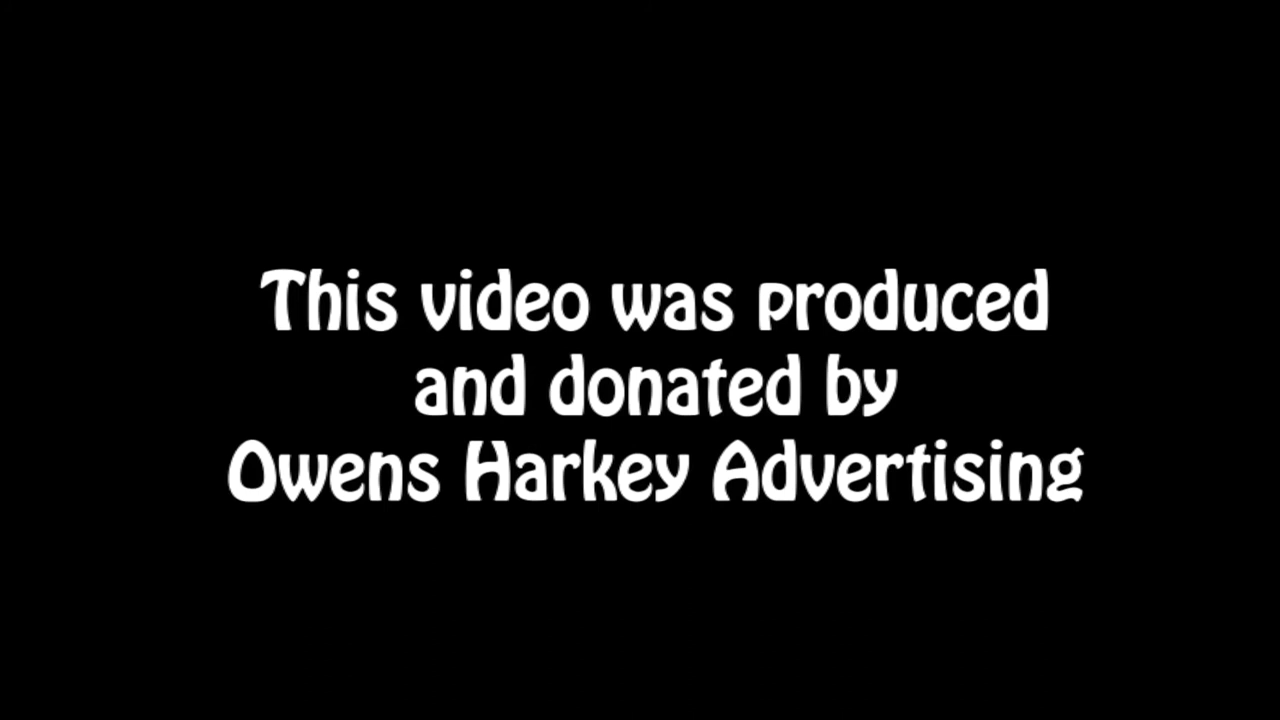 This video was produced
and donated by
Owens Harkey Advertising